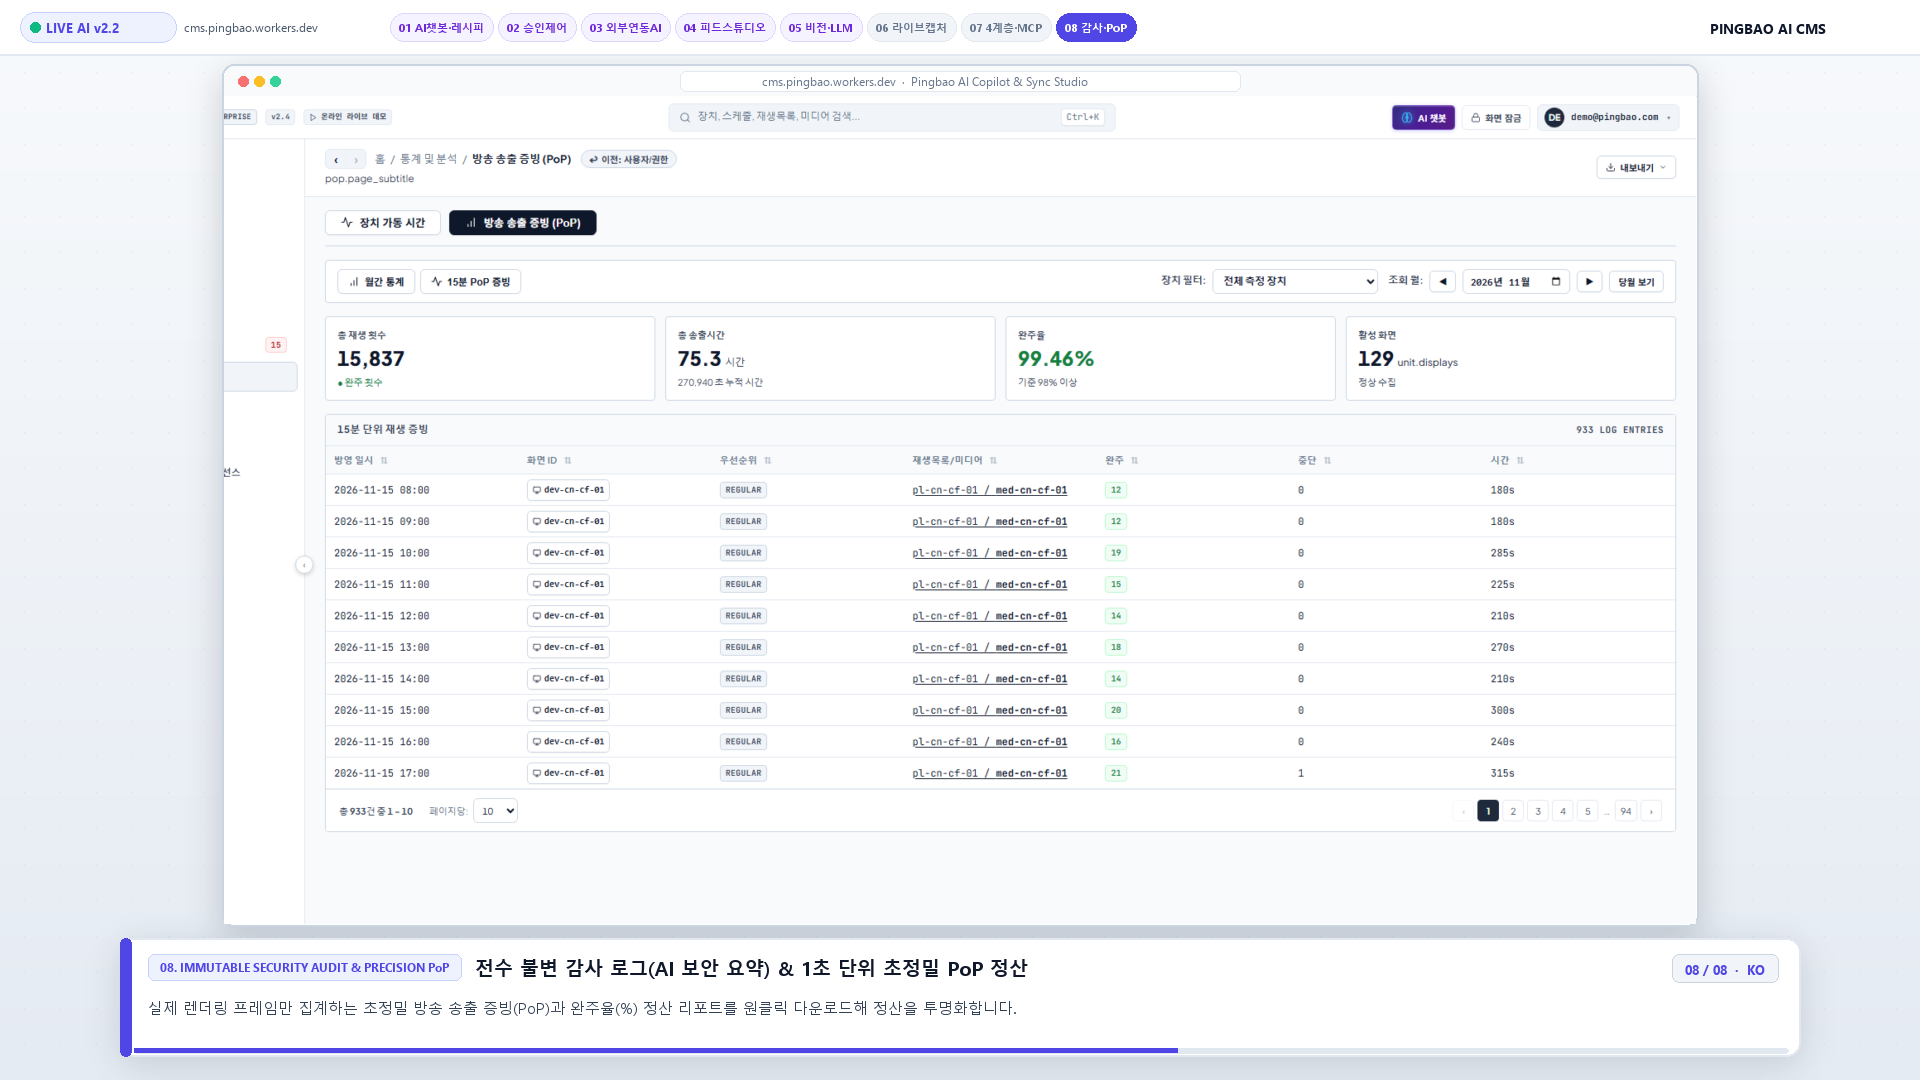 LIVE AI v2.2
cms.pingbao.workers.dev
01 AI챗봇·레시피
02 승인제어
03 외부연동AI
04 피드스튜디오
05 비전·LLM
06 라이브캡처
07 4계층·MCP
08 감사·PoP
PINGBAO AI CMS
cms.pingbao.workers.dev · Pingbao AI Copilot & Sync Studio
RPRISE
v2.4
온라인 라이브 데모
장치, 스케줄, 재생목록, 미디어 검색...
Ctrl+K
AI 챗봇
화면 잠금
DE
demo@pingbao.com
홈 / 통계 및 분석 / 방송 송출 증빙 (PoP)
이전: 사용자/권한
pop.page_subtitle
내보내기
장치 가동 시간
방송 송출 증빙 (PoP)
월간 통계
15분 PoP 증빙
장치 필터:
전체 측정 장치
조회 월:
2026년 11월
당월 보기
총 재생 횟수
15,837
● 완주 횟수
총 송출시간
75.3 시간
270,940 초 누적 시간
완주율
99.46%
기준 98% 이상
활성 화면
129 unit.displays
정상 수집
15
선스
15분 단위 재생 증빙
933 LOG ENTRIES
방영 일시 화면 ID 우선순위 재생목록/미디어 완주 중단 시간
2026-11-15 08:00 dev-cn-cf-01 REGULAR pl-cn-cf-01 / med-cn-cf-01 12 0 180s
2026-11-15 09:00 dev-cn-cf-01 REGULAR pl-cn-cf-01 / med-cn-cf-01 12 0 180s
2026-11-15 10:00 dev-cn-cf-01 REGULAR pl-cn-cf-01 / med-cn-cf-01 19 0 285s
2026-11-15 11:00 dev-cn-cf-01 REGULAR pl-cn-cf-01 / med-cn-cf-01 15 0 225s
2026-11-15 12:00 dev-cn-cf-01 REGULAR pl-cn-cf-01 / med-cn-cf-01 14 0 210s
2026-11-15 13:00 dev-cn-cf-01 REGULAR pl-cn-cf-01 / med-cn-cf-01 18 0 270s
2026-11-15 14:00 dev-cn-cf-01 REGULAR pl-cn-cf-01 / med-cn-cf-01 14 0 210s
2026-11-15 15:00 dev-cn-cf-01 REGULAR pl-cn-cf-01 / med-cn-cf-01 20 0 300s
2026-11-15 16:00 dev-cn-cf-01 REGULAR pl-cn-cf-01 / med-cn-cf-01 16 0 240s
2026-11-15 17:00 dev-cn-cf-01 REGULAR pl-cn-cf-01 / med-cn-cf-01 21 1 315s
총 933건 중 1 - 10
페이지당:
10
‹ 1 2 3 4 5 … 94 ›
08. IMMUTABLE SECURITY AUDIT & PRECISION PoP
전수 불변 감사 로그(AI 보안 요약) & 1초 단위 초정밀 PoP 정산
08 / 08 · KO
실제 렌더링 프레임만 집계하는 초정밀 방송 송출 증빙(PoP)과 완주율(%) 정산 리포트를 원클릭 다운로드해 정산을 투명화합니다.